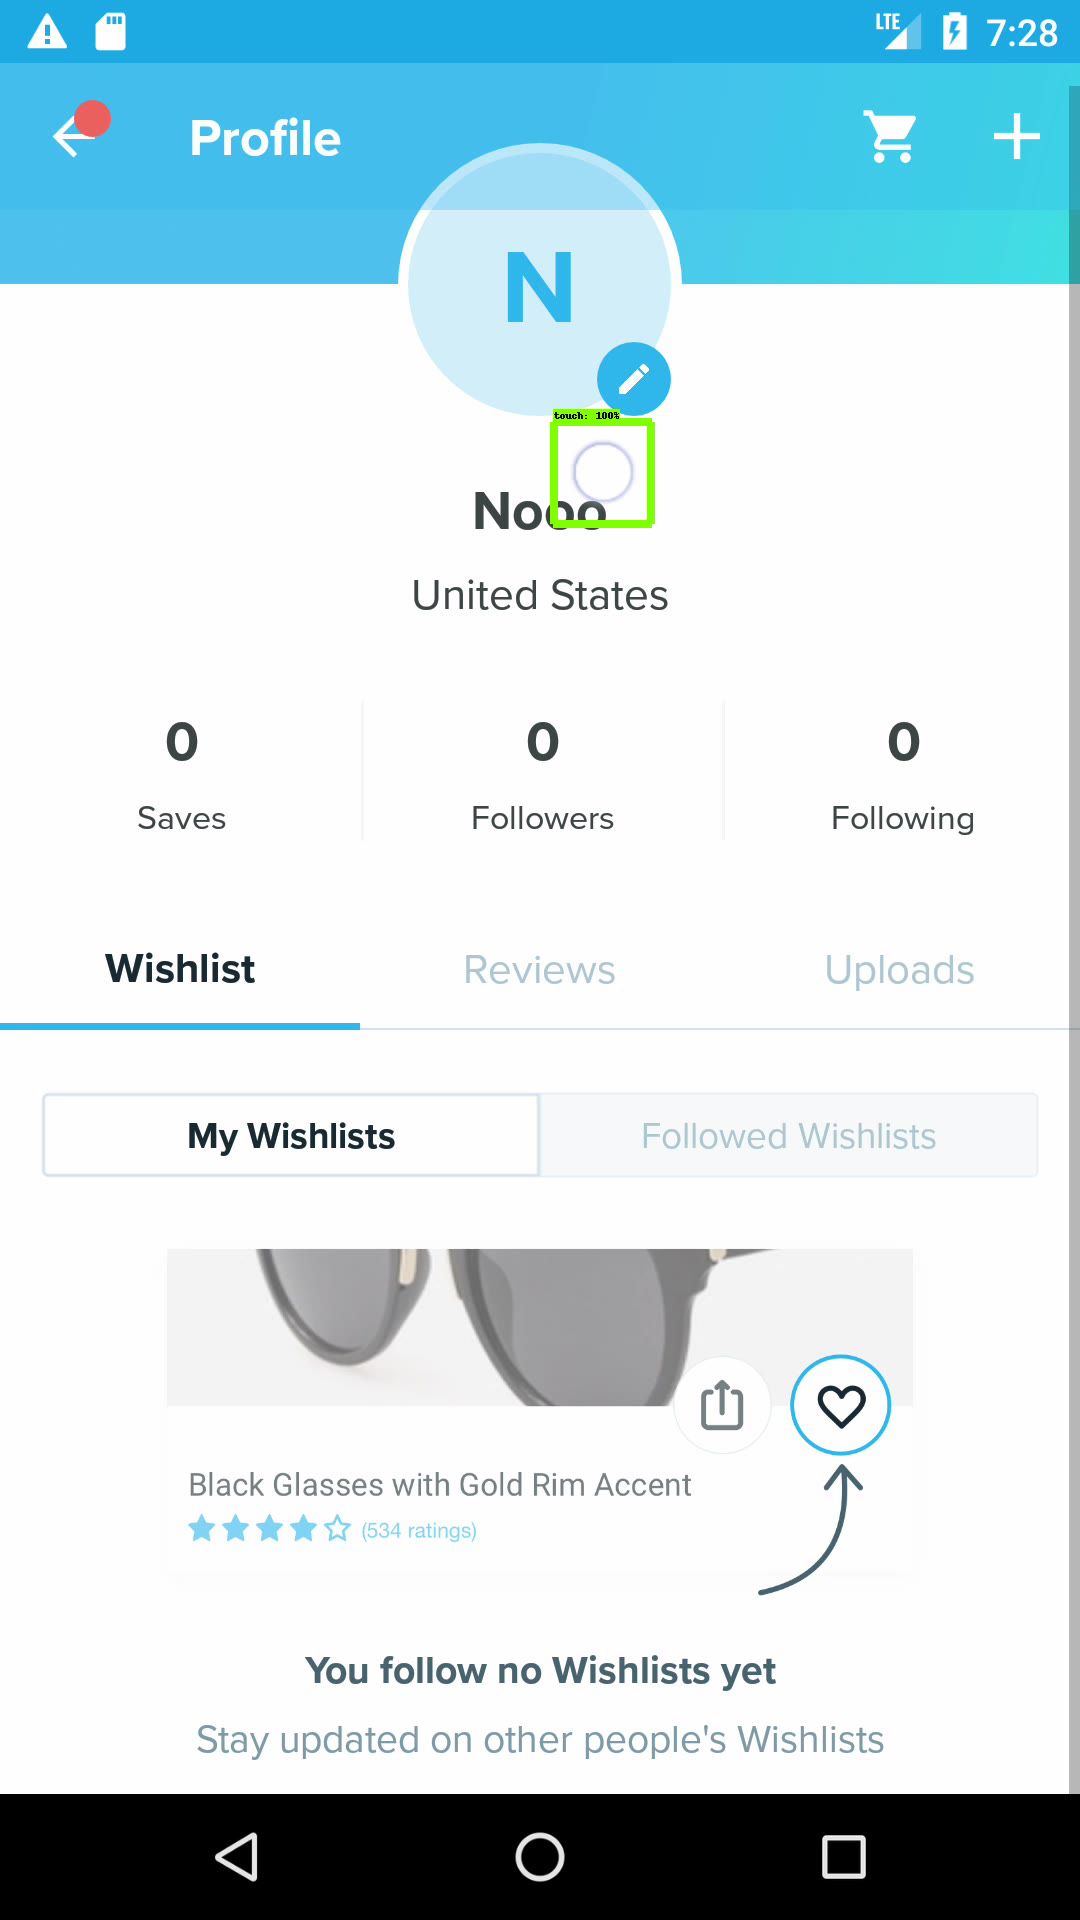 LTE 7:28
Profile
N
touch: 100%
Nooo
United States
0 0 0
Saves Followers Following
Wishlist Reviews Uploads
My Wishlists Followed Wishlists
Black Glasses with Gold Rim Accent
(534 ratings)
You follow no Wishlists yet
Stay updated on other people's Wishlists